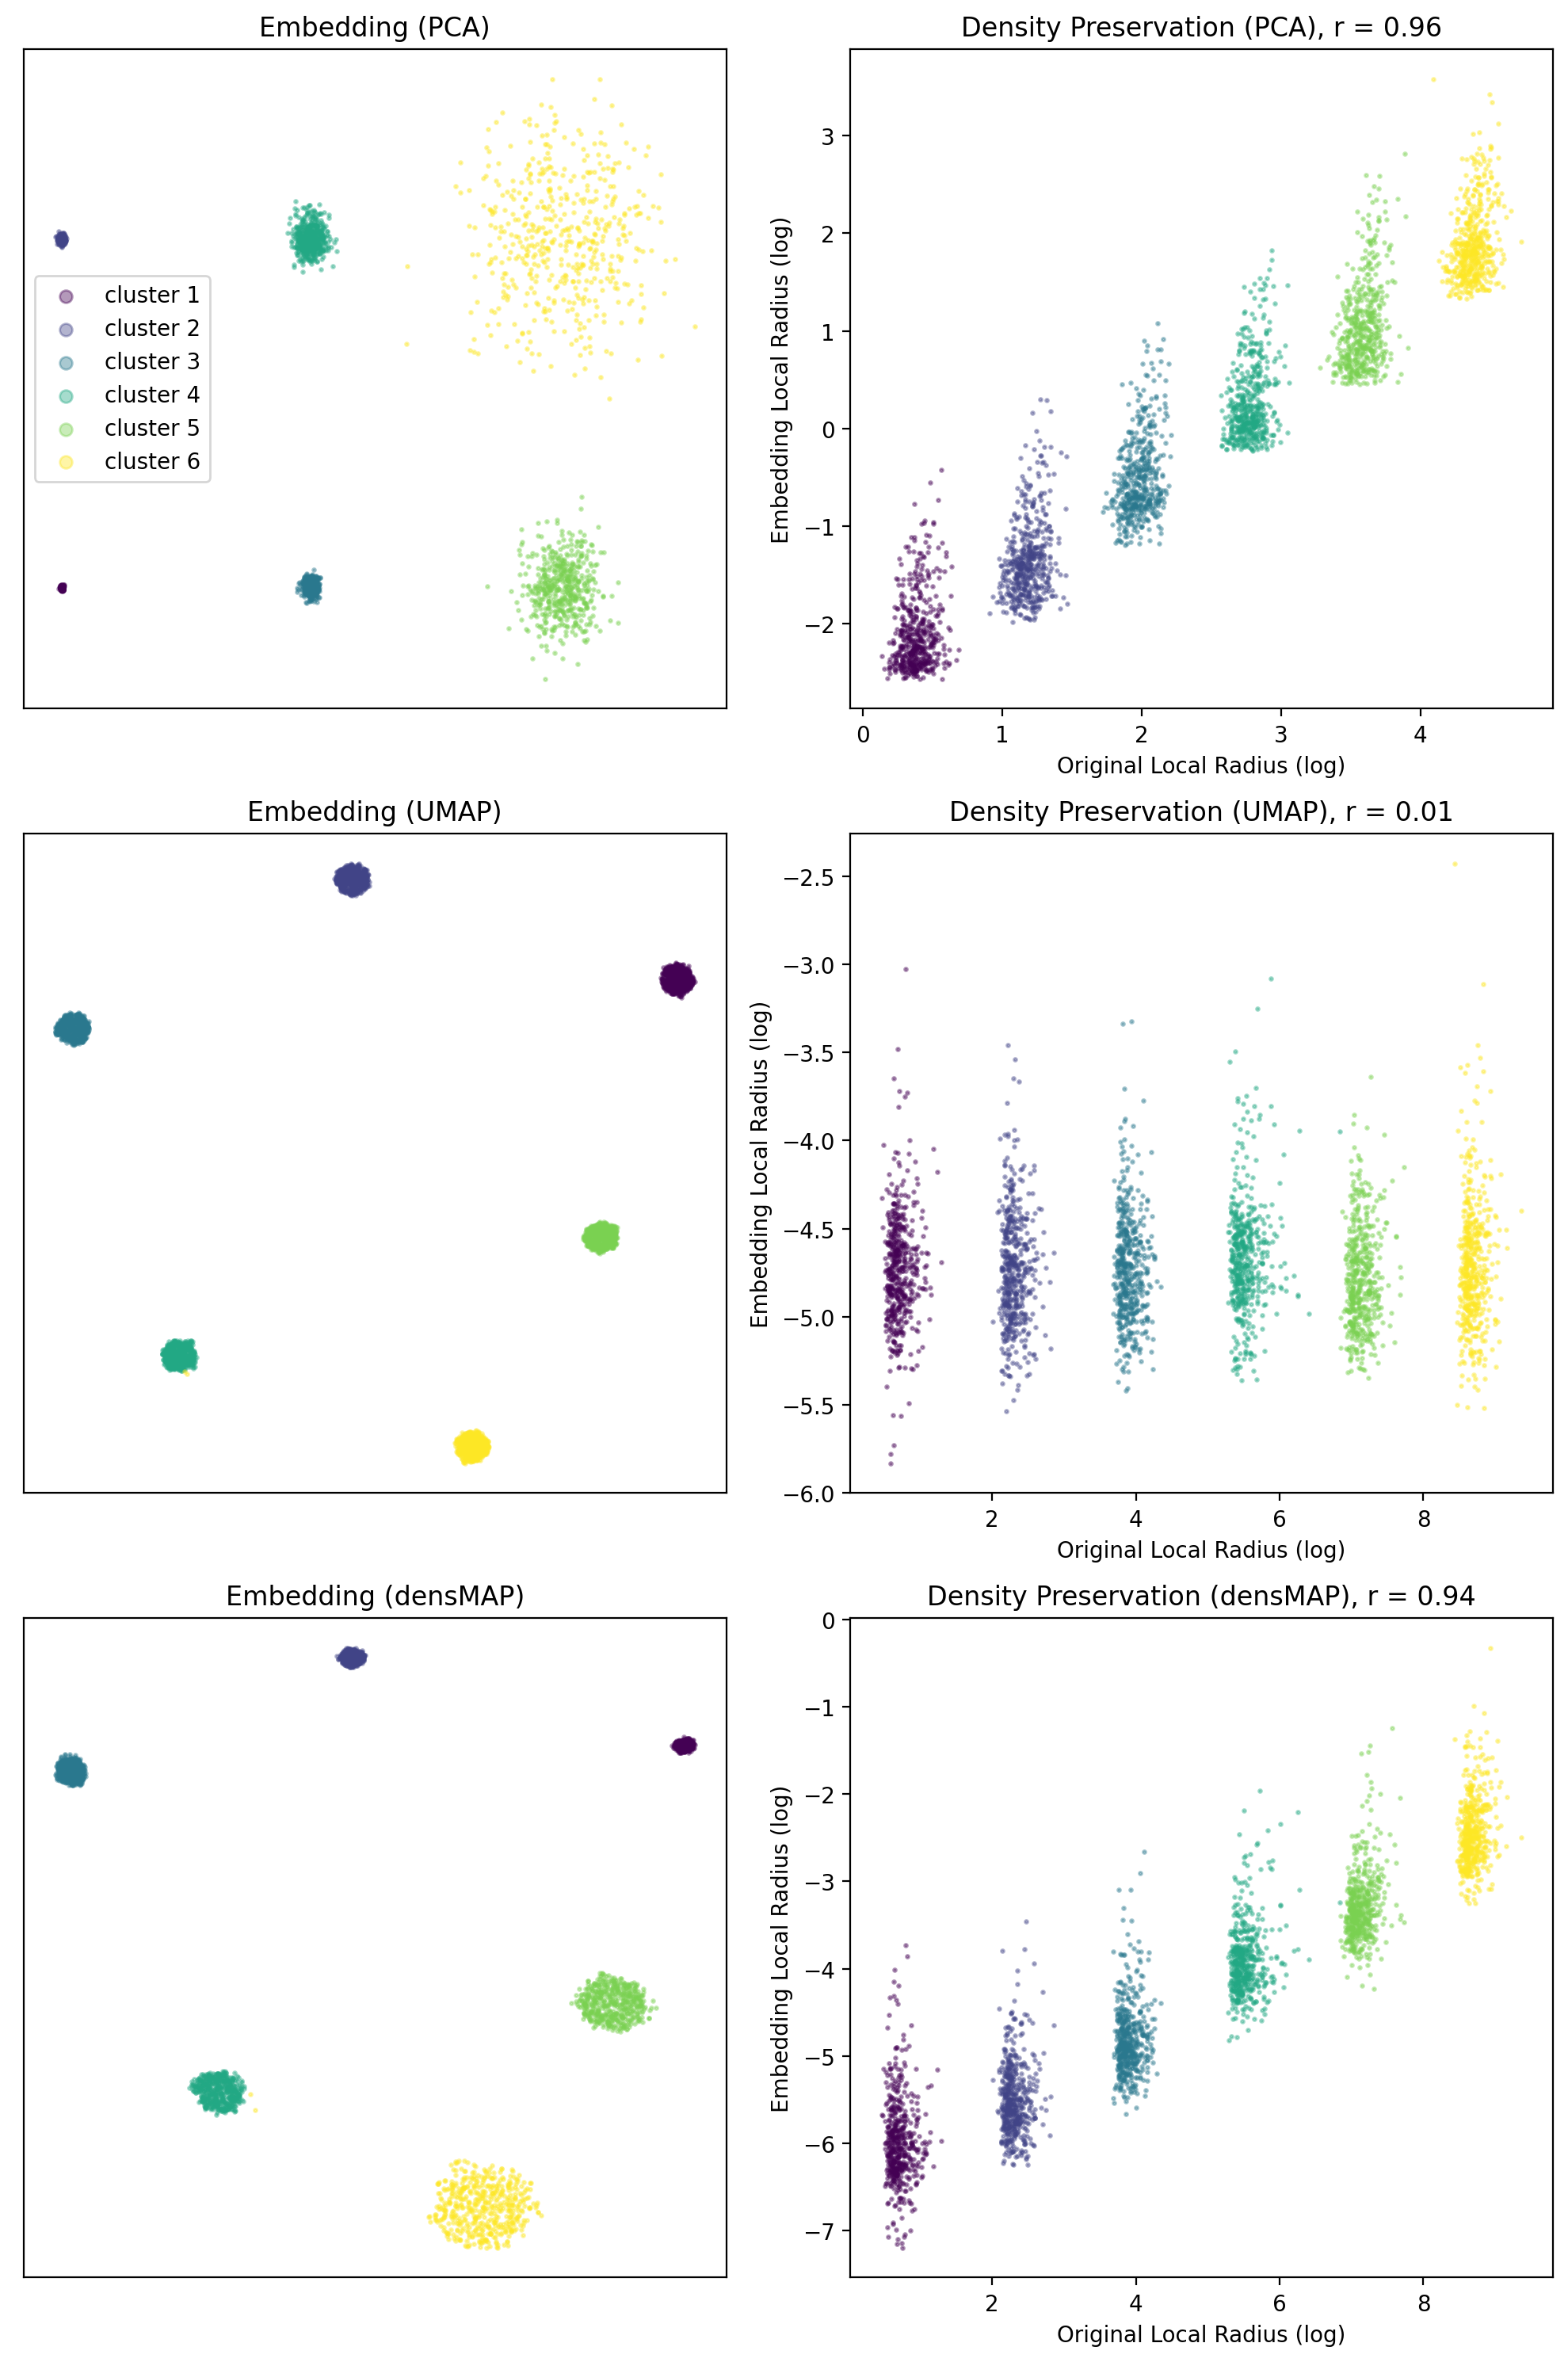 Embedding (PCA)
cluster 1
cluster 2
cluster 3
cluster 4
cluster 5
cluster 6
Density Preservation (PCA), r = 0.96
Embedding Local Radius (log)
3
2
1
0
−1
−2
0 1 2 3 4
Original Local Radius (log)
Embedding (UMAP)
Density Preservation (UMAP), r = 0.01
Embedding Local Radius (log)
−2.5
−3.0
−3.5
−4.0
−4.5
−5.0
−5.5
−6.0
2 4 6 8
Original Local Radius (log)
Embedding (densMAP)
Density Preservation (densMAP), r = 0.94
Embedding Local Radius (log)
0
−1
−2
−3
−4
−5
−6
−7
2 4 6 8
Original Local Radius (log)